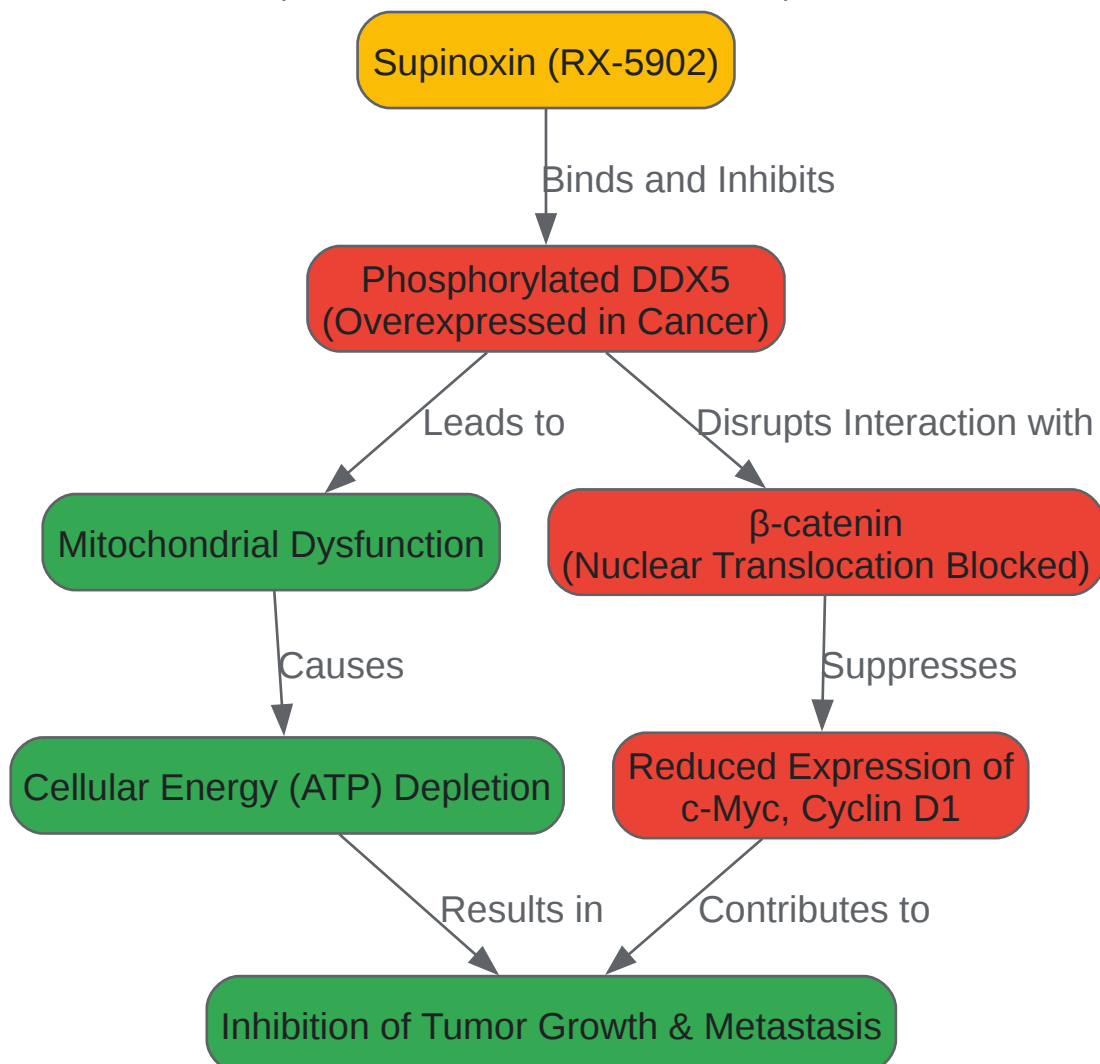 Supinoxin (RX-5902)
Binds and Inhibits
Phosphorylated DDX5
(Overexpressed in Cancer)
Leads to
Disrupts Interaction with
Mitochondrial Dysfunction
β-catenin
(Nuclear Translocation Blocked)
Causes
Suppresses
Cellular Energy (ATP) Depletion
Reduced Expression of
c-Myc, Cyclin D1
Results in
Contributes to
Inhibition of Tumor Growth & Metastasis